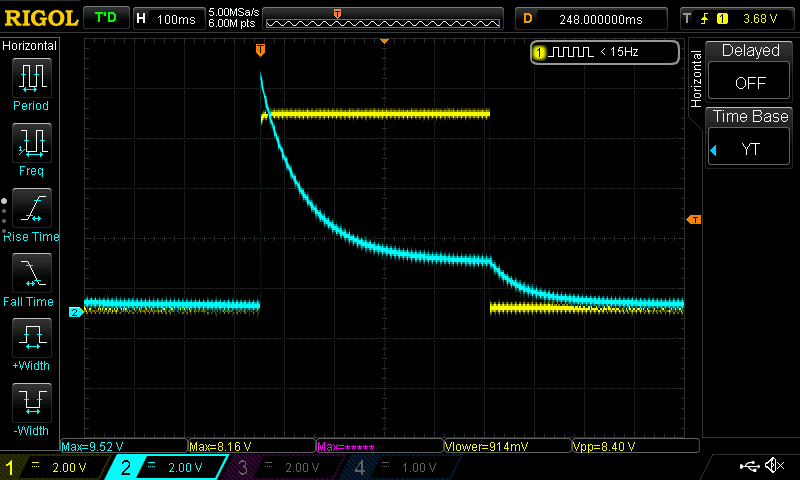 RIGOL T'D H 100ms 5.00MSa/s 6.00M pts T D 248.000000ms T 1 3.68 V
Horizontal
Period
Freq
Rise Time
Fall Time
+Width
-Width
T
1 < 15Hz
T
2
Horizontal
Delayed
OFF
Time Base
YT
Max=9.52 V Max=8.16 V Max=***** Vlower=914mV Vpp=8.40 V
1 2.00 V 2 2.00 V 3 2.00 V 4 1.00 V